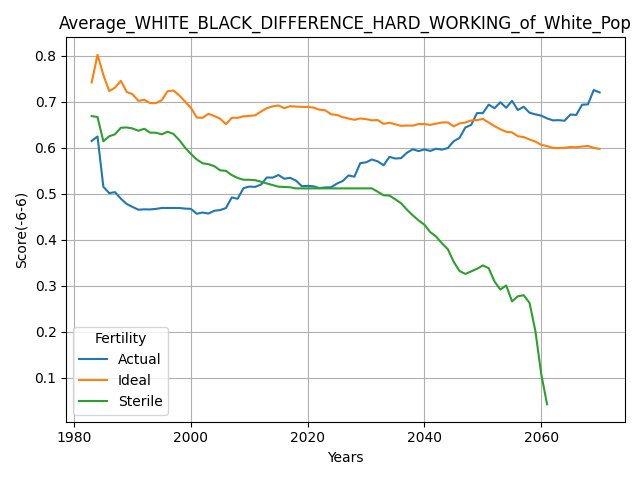 Average_WHITE_BLACK_DIFFERENCE_HARD_WORKING_of_White_Pop
Score(-6-6)
0.8
0.7
0.6
0.5
0.4
0.3
0.2
0.1
Fertility
Actual
Ideal
Sterile
1980
2000
2020
2040
2060
Years